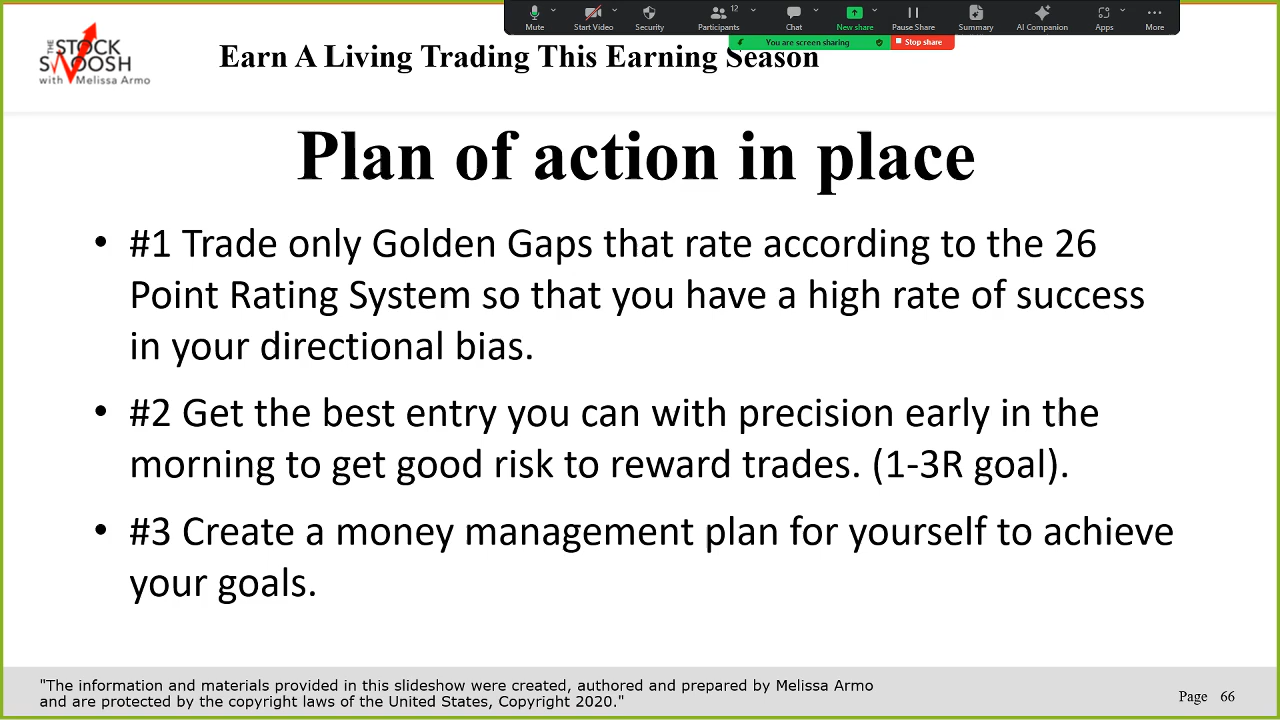 Mute
Start Video
Security
Participants
12
Chat
New share
Pause Share
Summary
AI Companion
Apps
More
You are screen sharing
Stop share
THE STOCK
SWOOSH
with Melissa Armo
Earn A Living Trading This Earning Season
Plan of action in place
• #1 Trade only Golden Gaps that rate according to the 26
Point Rating System so that you have a high rate of success
in your directional bias.
• #2 Get the best entry you can with precision early in the
morning to get good risk to reward trades. (1-3R goal).
• #3 Create a money management plan for yourself to achieve
your goals.
"The information and materials provided in this slideshow were created, authored and prepared by Melissa Armo
and are protected by the copyright laws of the United States, Copyright 2020."
Page 66